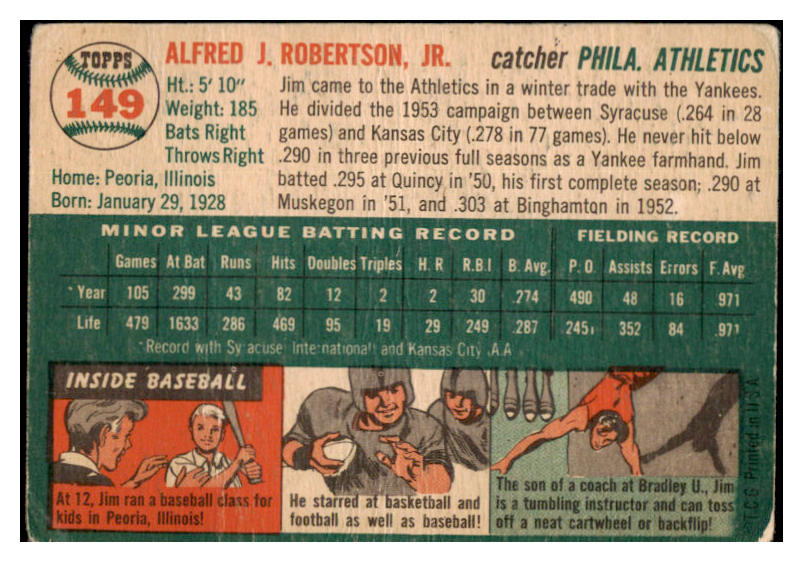 TOPPS
149
ALFRED J. ROBERTSON, JR. catcher PHILA. ATHLETICS
Ht.: 5' 10"
Weight: 185
Bats Right
Throws Right
Home: Peoria, Illinois
Born: January 29, 1928
Jim came to the Athletics in a winter trade with the Yankees.
He divided the 1953 campaign between Syracuse (.264 in 28
games) and Kansas City (.278 in 77 games). He never hit below
.290 in three previous full seasons as a Yankee farmhand. Jim
batted .295 at Quincy in '50, his first complete season; .290 at
Muskegon in '51, and .303 at Binghamton in 1952.
MINOR LEAGUE BATTING RECORD FIELDING RECORD
Games At Bat Runs Hits Doubles Triples H. R R.B.I B. Avg. P. O. Assists Errors F. Avg
*Year 105 299 43 82 12 2 2 30 .274 490 48 16 .971
Life 479 1633 286 469 95 19 29 249 .287 2451 352 84 .971
*Record with Syracuse International and Kansas City A.A
INSIDE BASEBALL
At 12, Jim ran a baseball class for
kids in Peoria, Illinois!
He starred at basketball and
football as well as baseball!
The son of a coach at Bradley U., Jim
is a tumbling instructor and can toss
off a neat cartwheel or backflip!
T.C.G Printed in U.S.A